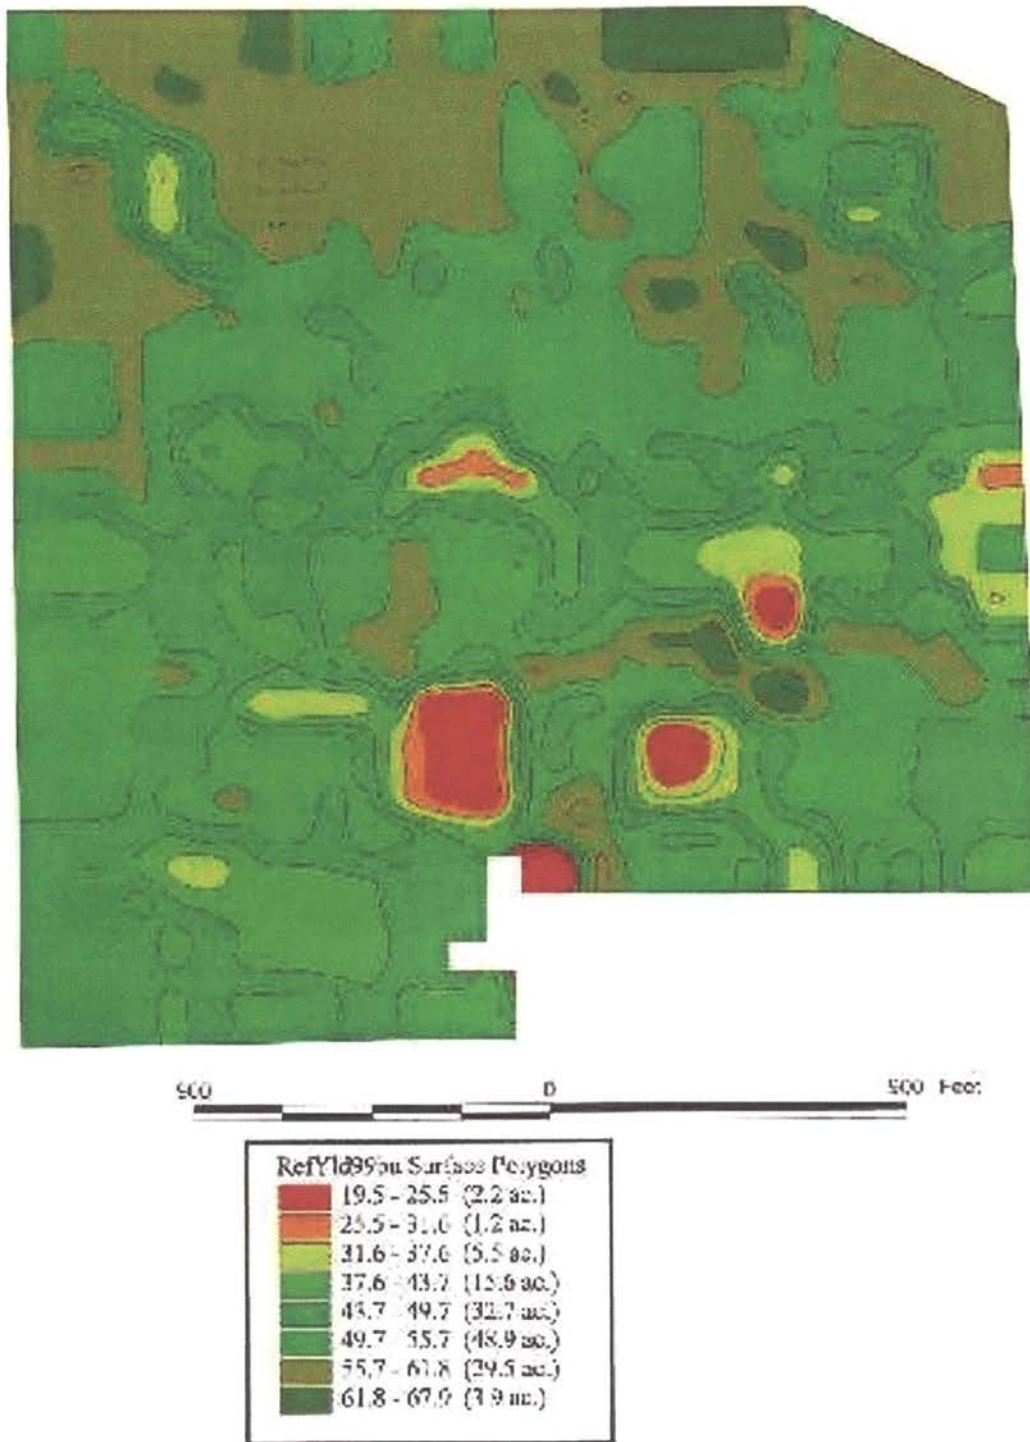 900 0 900 Feet
RefYld99bu Surface Polygons
19.5 - 25.5 (2.2 ac.)
25.5 - 31.6 (1.2 ac.)
31.6 - 37.6 (5.5 ac.)
37.6 - 43.7 (15.6 ac.)
43.7 - 49.7 (32.7 ac.)
49.7 - 55.7 (48.9 ac.)
55.7 - 61.8 (29.5 ac.)
61.8 - 67.9 (3.9 ac.)